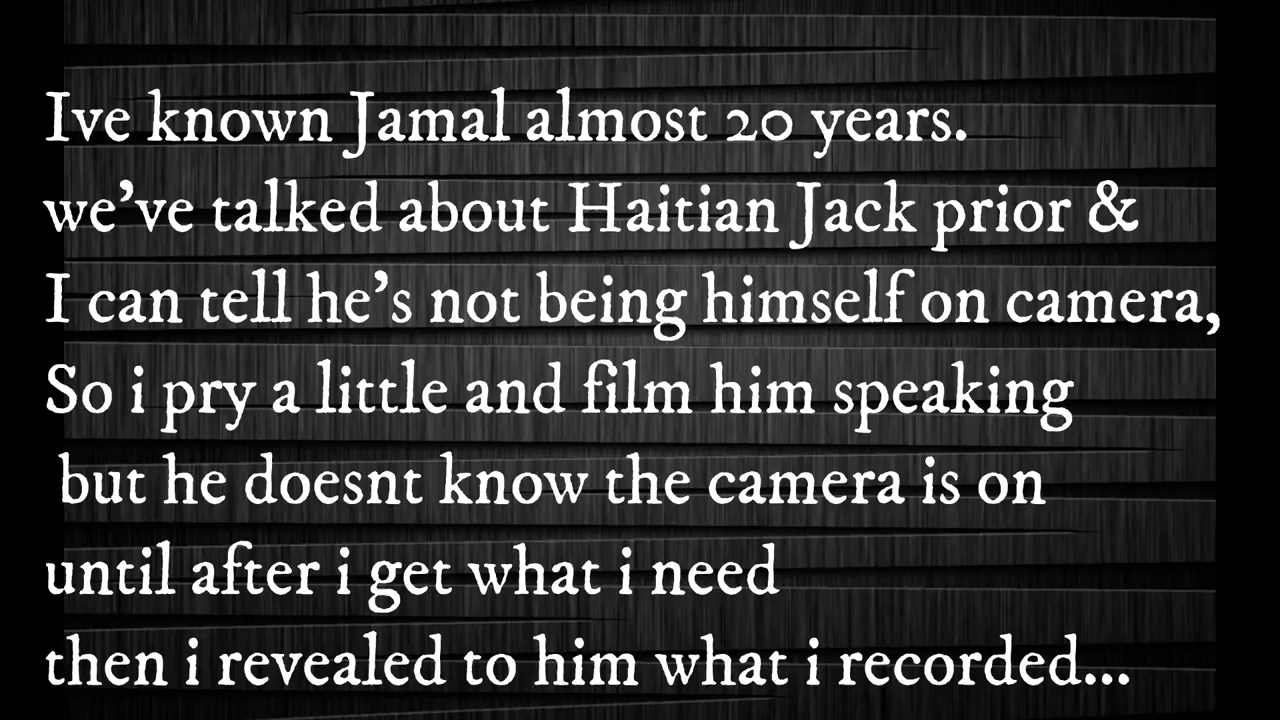 Ive known Jamal almost 20 years.
we've talked about Haitian Jack prior &
I can tell he's not being himself on camera,
So i pry a little and film him speaking
but he doesnt know the camera is on
until after i get what i need
then i revealed to him what i recorded...